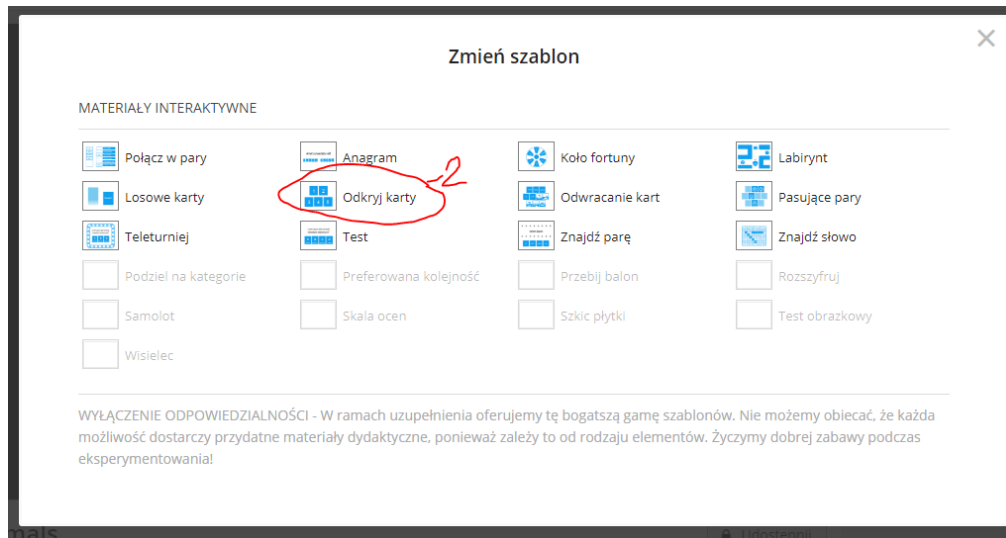 Zmień szablon
MATERIAŁY INTERAKTYWNE
Połącz w pary Anagram Koło fortuny Labirynt
2
Losowe karty Odkryj karty Odwracanie kart Pasujące pary
Teleturniej Test Znajdź parę Znajdź słowo
Podziel na kategorie Preferowana kolejność Przebij balon Rozszyfruj
Samolot Skala ocen Szkic płytki Test obrazkowy
Wisielec
WYŁĄCZENIE ODPOWIEDZIALNOŚCI - W ramach uzupełnienia oferujemy tę bogatszą gamę szablonów. Nie możemy obiecać, że każda
możliwość dostarczy przydatne materiały dydaktyczne, ponieważ zależy to od rodzaju elementów. Życzymy dobrej zabawy podczas
eksperymentowania!
mals Udostępnij